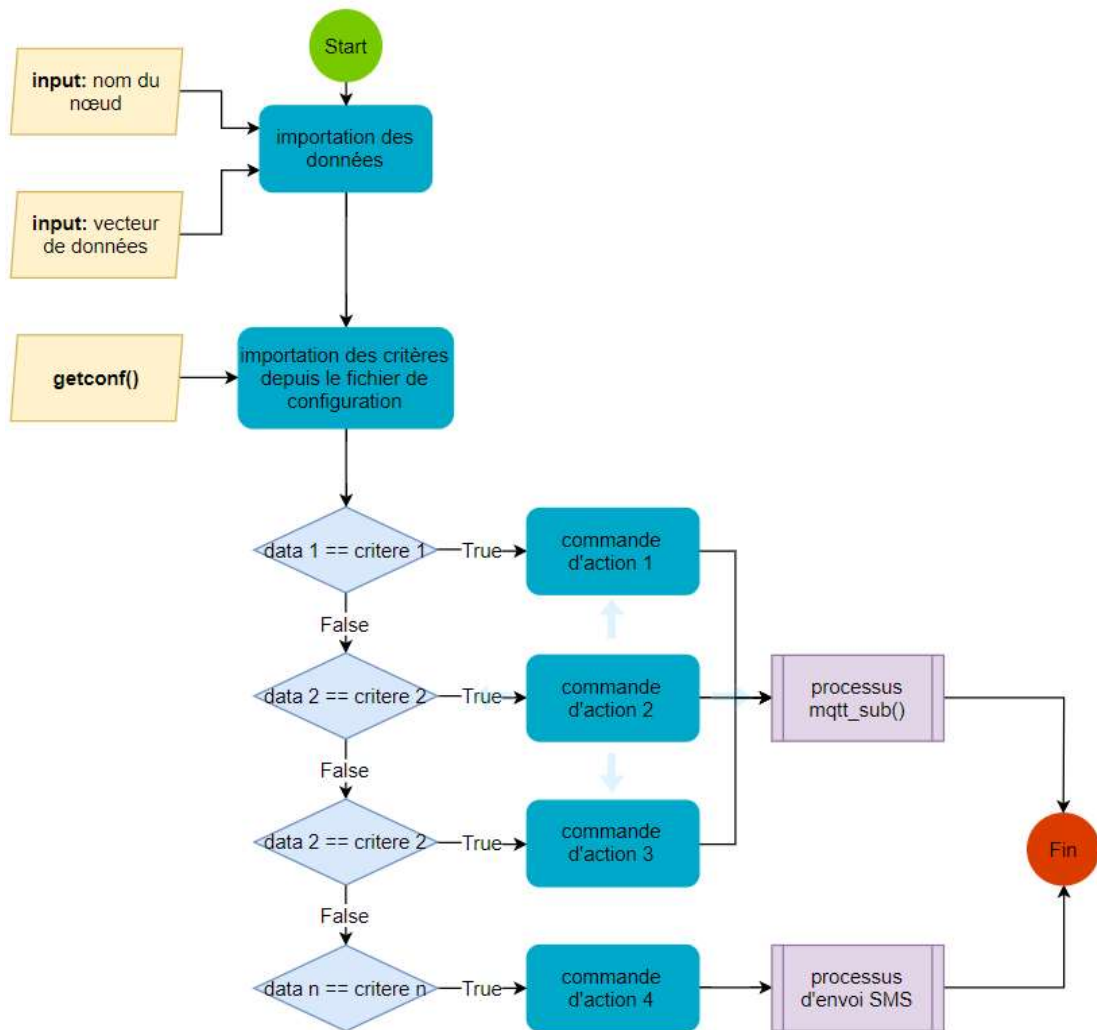 Start
input: nom du
nœud
importation des
données
input: vecteur
de données
getconf()
importation des critères
depuis le fichier de
configuration
data 1 == critere 1
True
commande
d'action 1
False
data 2 == critere 2
True
commande
d'action 2
processus
mqtt_sub()
False
data 2 == critere 2
True
commande
d'action 3
Fin
False
data n == critere n
True
commande
d'action 4
processus
d'envoi SMS